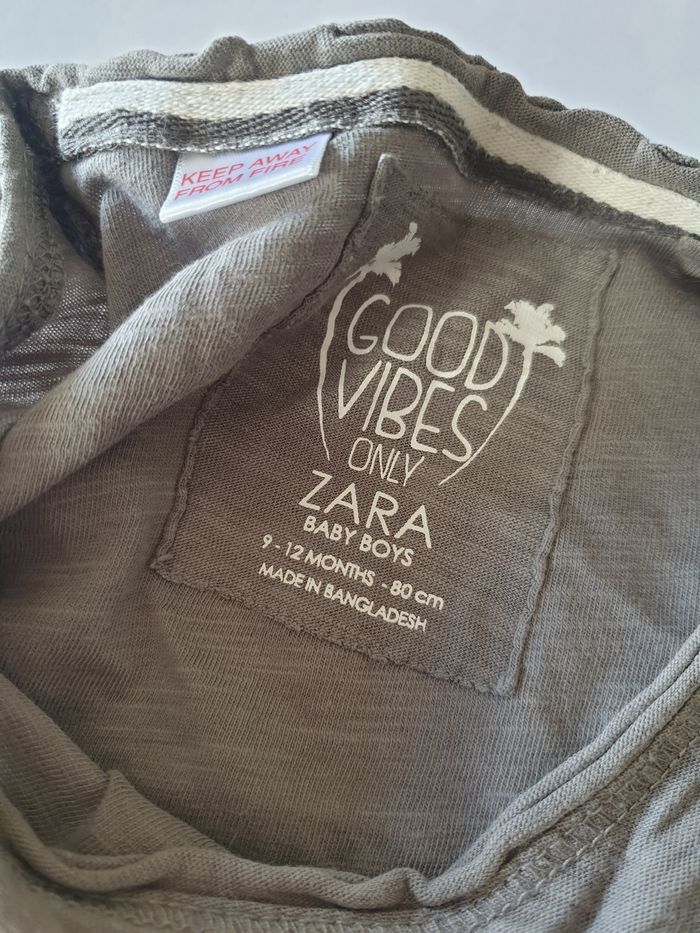 KEEP AWAY
FROM FIRE
GOOD
VIBES
ONLY
ZARA
BABY BOYS
9 - 12 MONTHS - 80 cm
MADE IN BANGLADESH